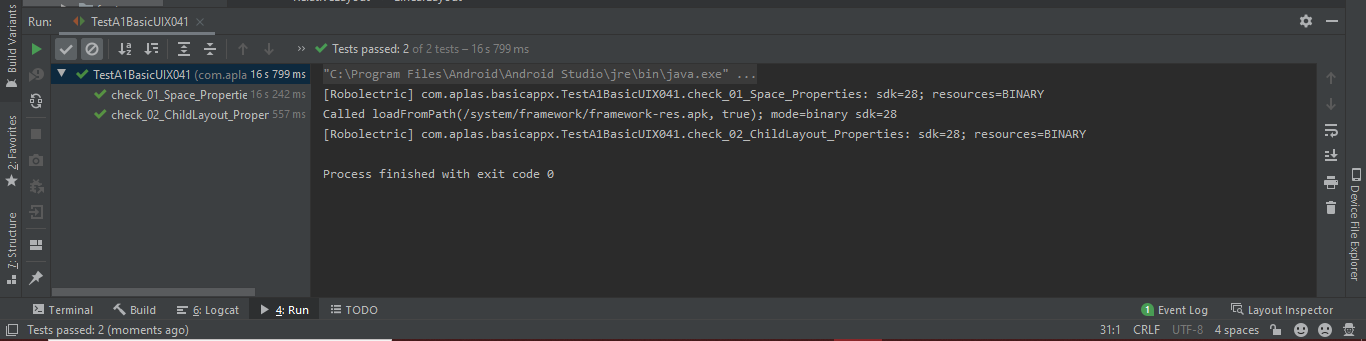 Run: TestA1BasicUIX041
Tests passed: 2 of 2 tests – 16 s 799 ms
TestA1BasicUIX041 (com.apla 16 s 799 ms
check_01_Space_Propertie 16 s 242 ms
check_02_ChildLayout_Proper 557 ms
"C:\Program Files\Android\Android Studio\jre\bin\java.exe" ...
[Robolectric] com.aplas.basicappx.TestA1BasicUIX041.check_01_Space_Properties: sdk=28; resources=BINARY
Called loadFromPath(/system/framework/framework-res.apk, true); mode=binary sdk=28
[Robolectric] com.aplas.basicappx.TestA1BasicUIX041.check_02_ChildLayout_Properties: sdk=28; resources=BINARY
Process finished with exit code 0
Build Variants
2: Favorites
7: Structure
Device File Explorer
Terminal Build 6: Logcat 4: Run TODO 1 Event Log Layout Inspector
Tests passed: 2 (moments ago) 31:1 CRLF UTF-8 4 spaces